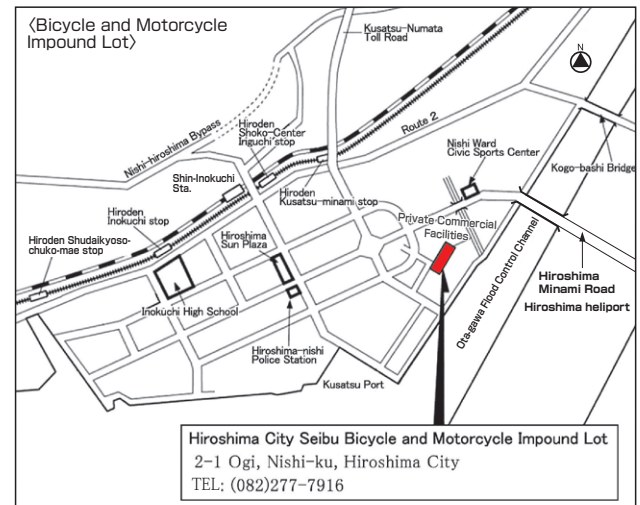 〈Bicycle and Motorcycle
Impound Lot〉
Kusatsu-Numata
Toll Road
N
Nishi-hiroshima Bypass
Hiroden
Shoko-Center
Iriguchi stop
Route 2
Nishi Ward
Civic Sports Center
Kogo-bashi Bridge
Shin-Inokuchi
Sta.
Hiroden
Kusatsu-minami stop
Hiroden
Inokuchi stop
Private Commercial
Facilities
Hiroden Shudaikyoso-
chuko-mae stop
Hiroshima
Sun Plaza
Ota-gawa Flood Control Channel
Hiroshima
Minami Road
Hiroshima heliport
Inokuchi High School
Hiroshima-nishi
Police Station
Kusatsu Port
Hiroshima City Seibu Bicycle and Motorcycle Impound Lot
2-1 Ogi, Nishi-ku, Hiroshima City
TEL: (082)277-7916